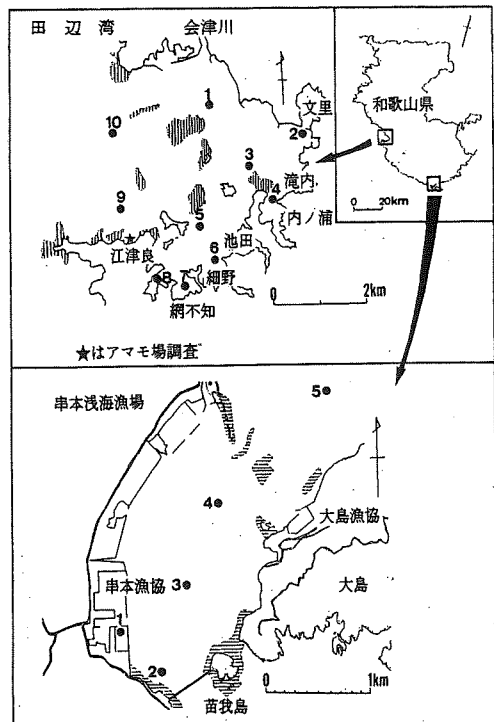 田辺湾
会津川
文里
和歌山県
0 20km
1
2
10
3
滝内
4
内ノ浦
9
5
江津良
池田
6
細野
8
7
網不知
0 2km
★はアマモ場調査
串本浅海漁場
5
4
大島漁協
3
串本漁協
大島
1
2
苗我島
0 1km